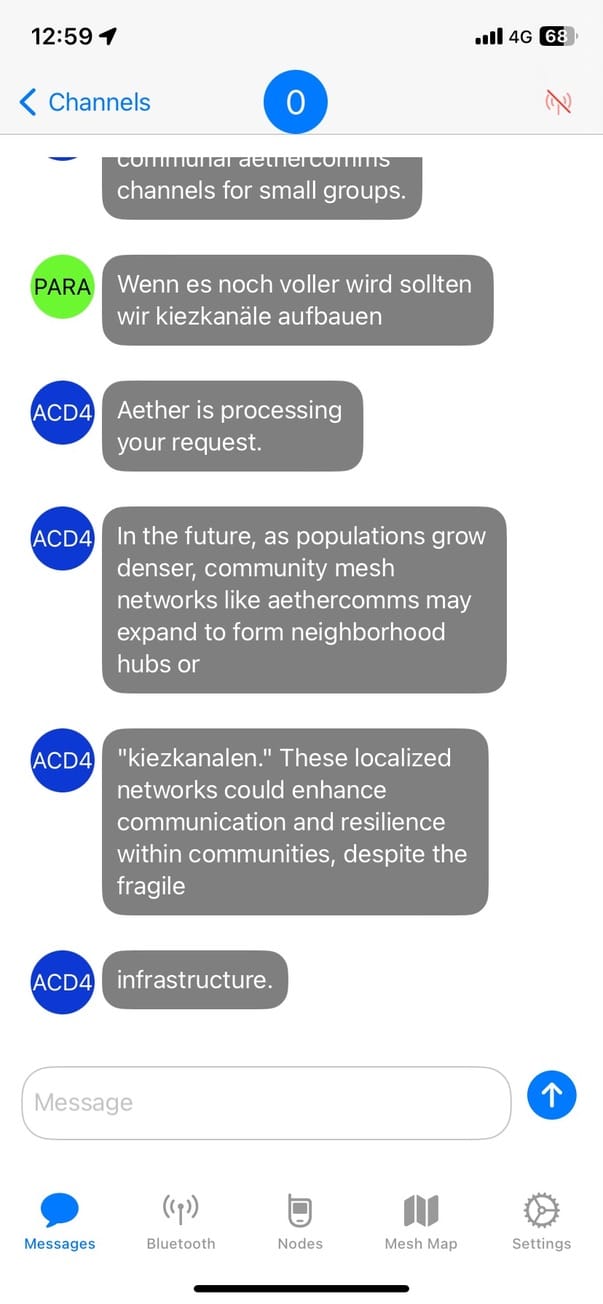 12:59
4G 68
Channels
0
communal aethercomms
channels for small groups.
PARA
Wenn es noch voller wird sollten
wir kiezkanäle aufbauen
ACD4
Aether is processing
your request.
ACD4
In the future, as populations grow
denser, community mesh
networks like aethercomms may
expand to form neighborhood
hubs or
ACD4
"kiezkanalen." These localized
networks could enhance
communication and resilience
within communities, despite the
fragile
ACD4
infrastructure.
Message
Messages
Bluetooth
Nodes
Mesh Map
Settings